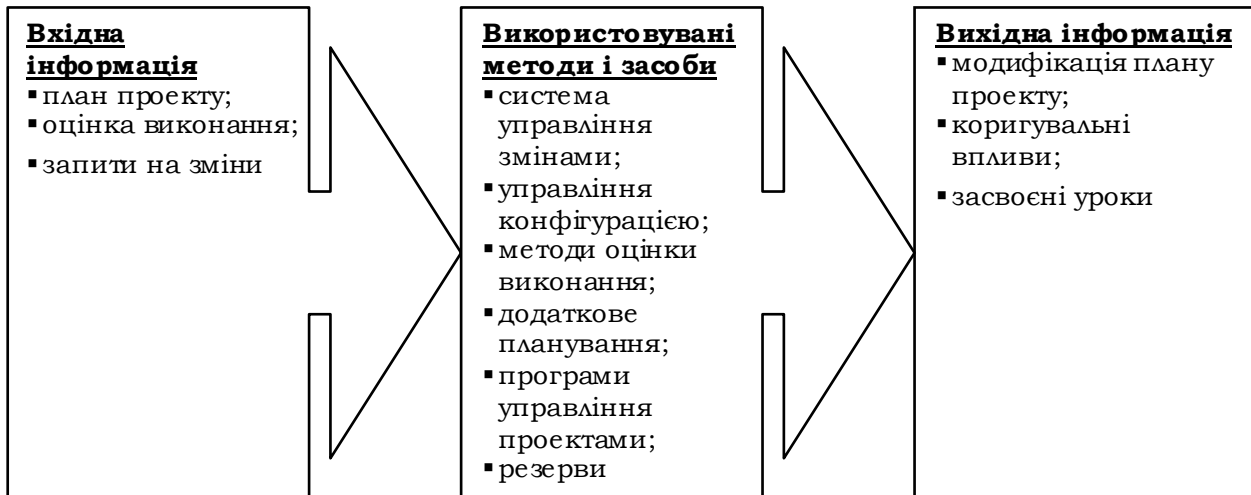 Вхідна
інформація
▪план проекту;
▪оцінка виконання;
▪запити на зміни
Використовувані
методи і засоби
▪система
управління
змінами;
▪управління
конфігурацією;
▪методи оцінки
виконання;
▪додаткове
планування;
▪програми
управління
проектами;
▪резерви
Вихідна інформація
▪модифікація плану
проекту;
▪коригувальні
впливи;
▪засвоєні уроки